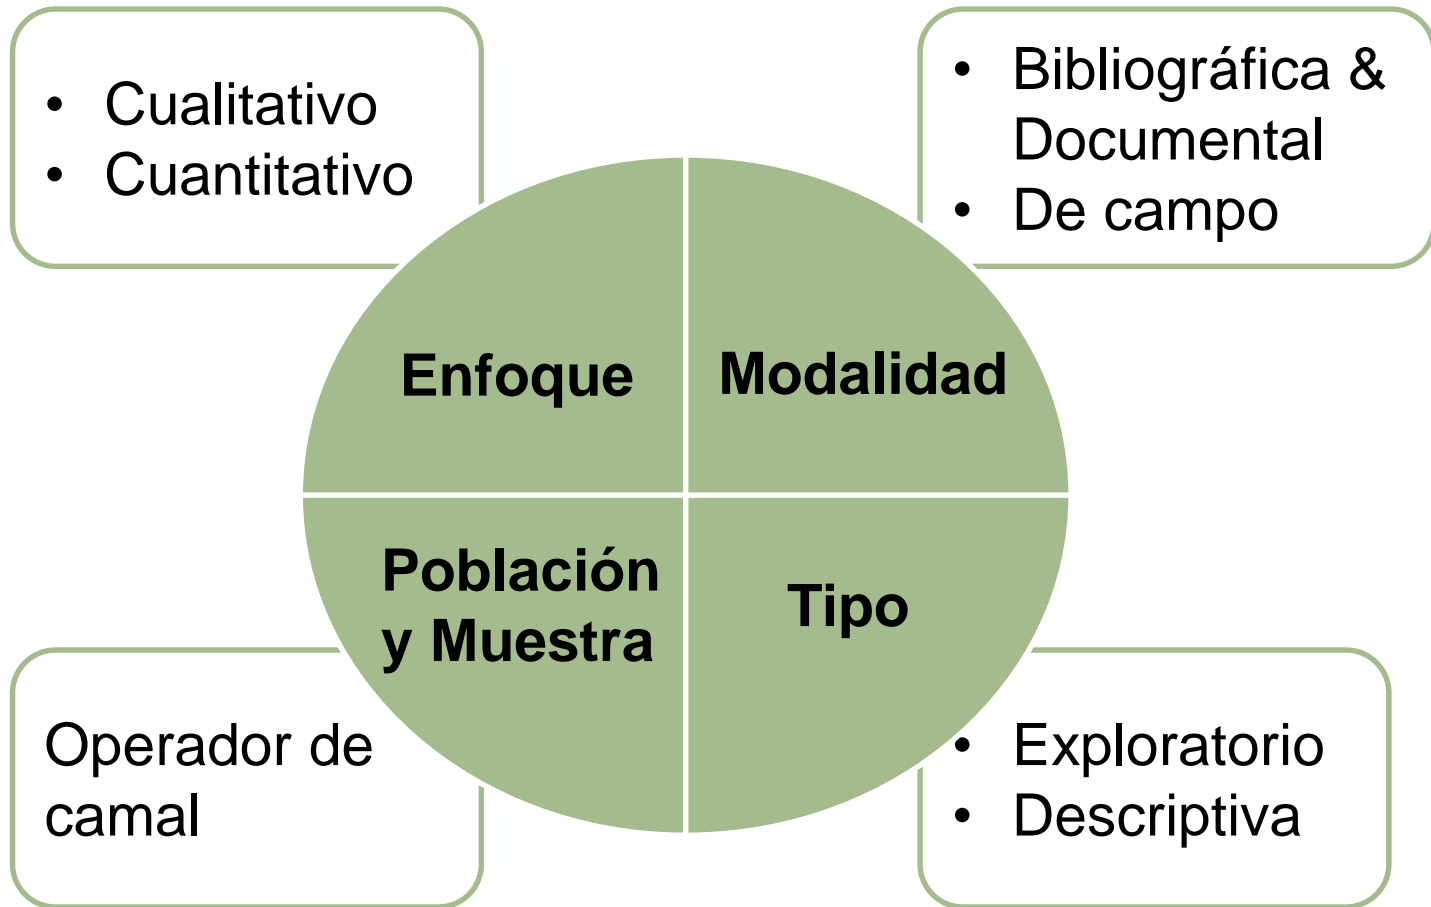 • Cualitativo
• Cuantitativo
• Bibliográfica &
Documental
• De campo
Enfoque
Modalidad
Población
y Muestra
Tipo
Operador de
camal
• Exploratorio
• Descriptiva